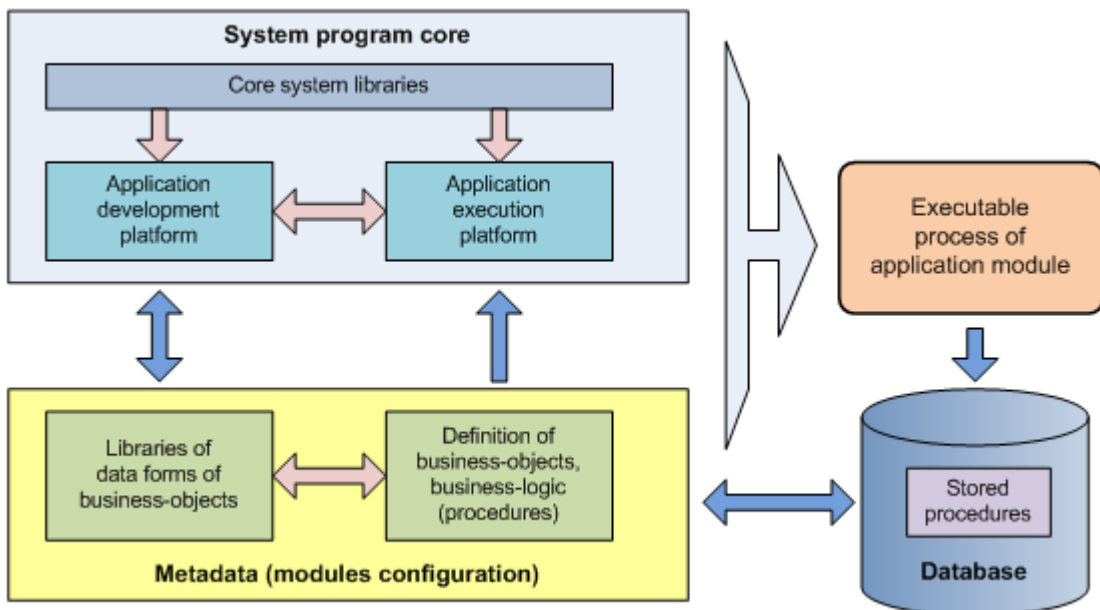 System program core
Core system libraries
Application
development
platform
Application
execution
platform
Executable
process of
application module
Libraries of
data forms of
business-objects
Definition of
business-objects,
business-logic
(procedures)
Metadata (modules configuration)
Stored
procedures
Database